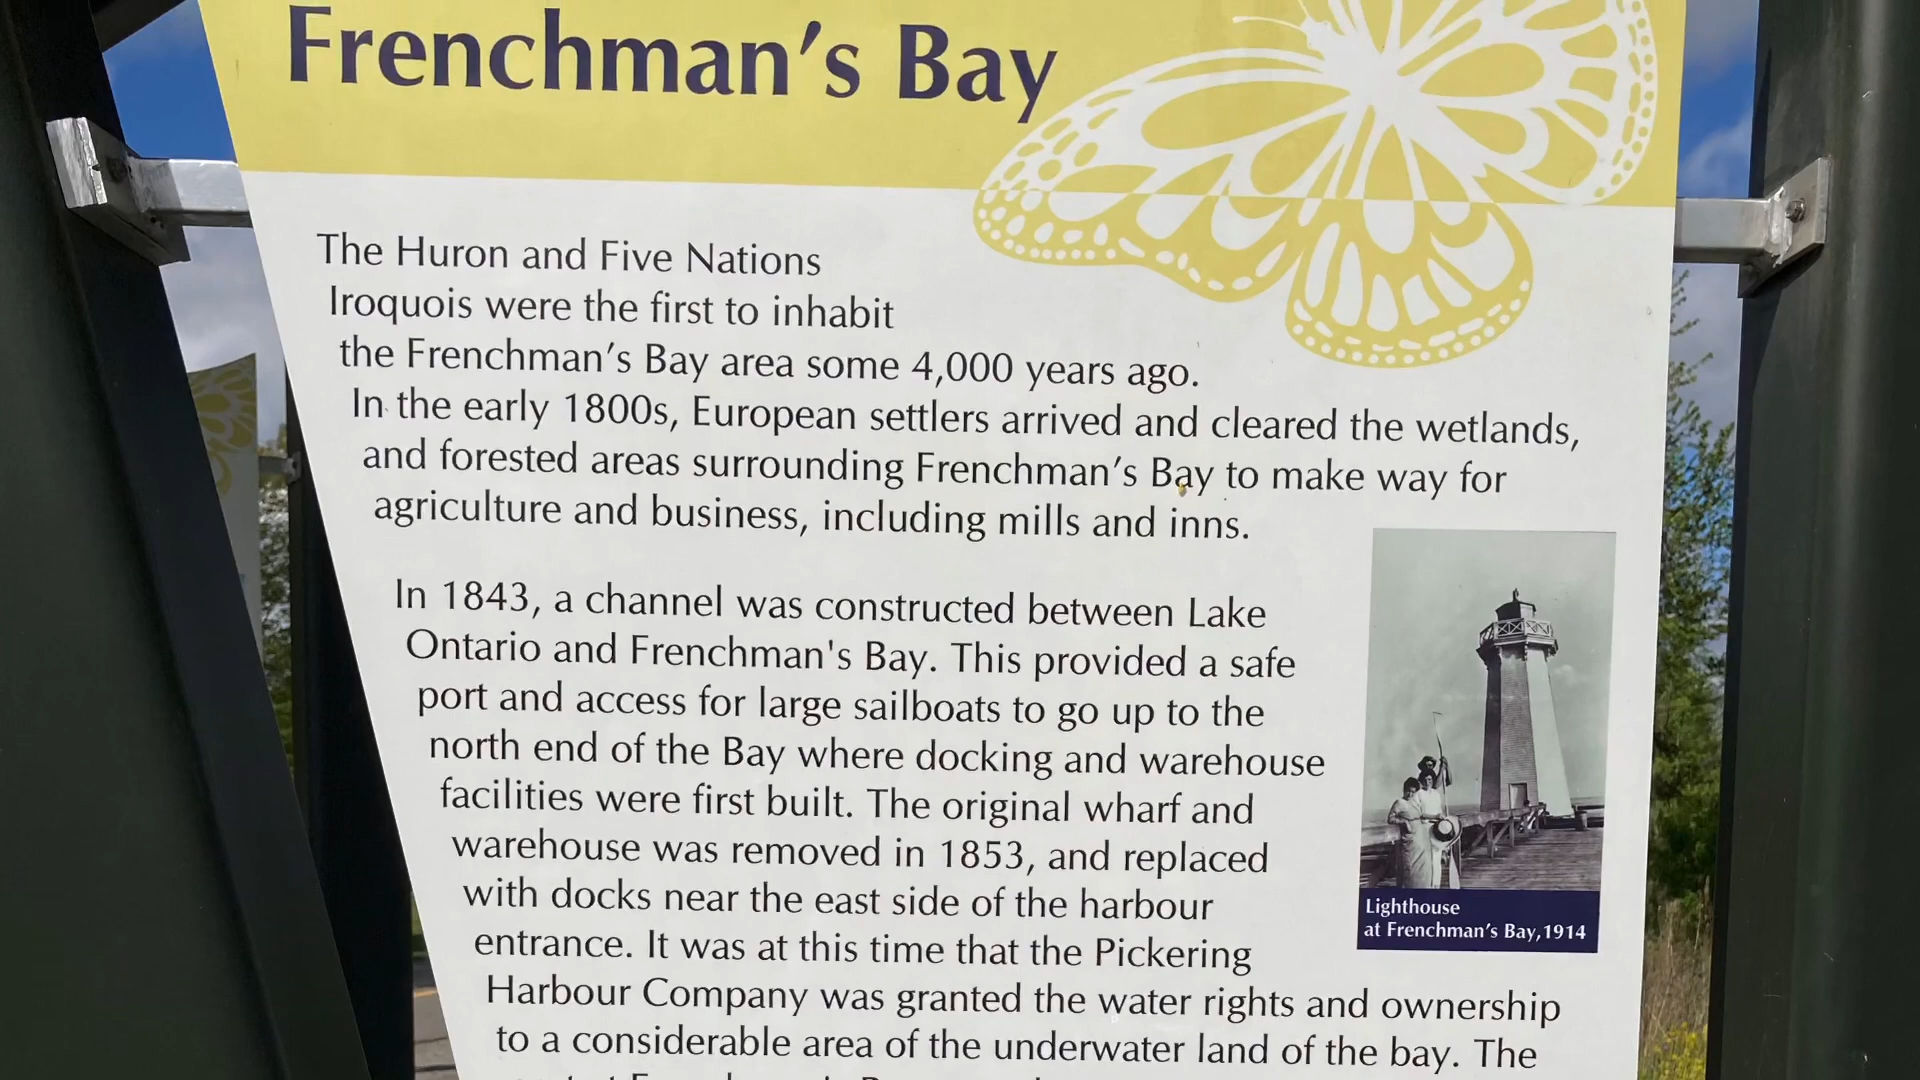 Frenchman's Bay
The Huron and Five Nations
Iroquois were the first to inhabit
the Frenchman's Bay area some 4,000 years ago.
In the early 1800s, European settlers arrived and cleared the wetlands,
and forested areas surrounding Frenchman's Bay to make way for
agriculture and business, including mills and inns.
In 1843, a channel was constructed between Lake
Ontario and Frenchman's Bay. This provided a safe
port and access for large sailboats to go up to the
north end of the Bay where docking and warehouse
facilities were first built. The original wharf and
warehouse was removed in 1853, and replaced
with docks near the east side of the harbour
entrance. It was at this time that the Pickering
Harbour Company was granted the water rights and ownership
to a considerable area of the underwater land of the bay. The
Lighthouse
at Frenchman's Bay, 1914